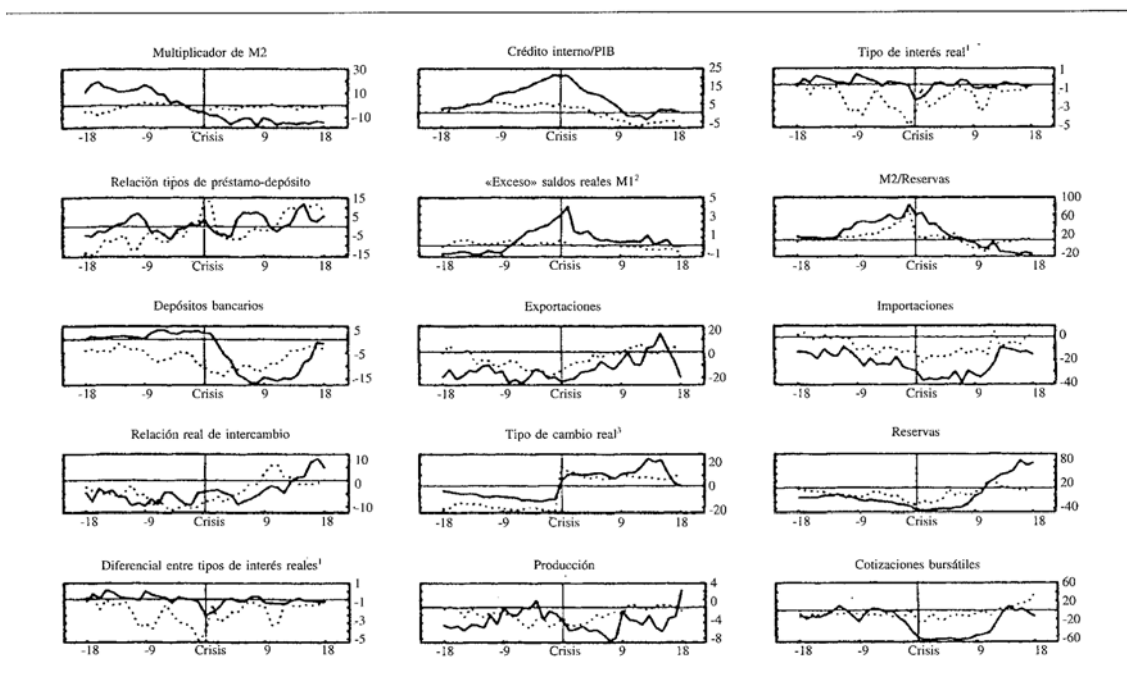 Multiplicador de M2
30
10
-10
-18 -9 Crisis 9 18
Crédito interno/PIB
25
15
5
-5
-18 -9 Crisis 9 18
Tipo de interés real¹
1
-1
-3
-5
-18 -9 Crisis 9 18
Relación tipos de préstamo-depósito
15
5
-5
-15
-18 -9 Crisis 9 18
«Exceso» saldos reales M1²
5
3
1
-1
-18 -9 Crisis 9 18
M2/Reservas
100
60
20
-20
-18 -9 Crisis 9 18
Depósitos bancarios
5
-5
-15
-18 -9 Crisis 9 18
Exportaciones
20
0
-20
-18 -9 Crisis 9 18
Importaciones
0
-20
-40
-18 -9 Crisis 9 18
Relación real de intercambio
10
0
-10
-18 -9 Crisis 9 18
Tipo de cambio real³
20
0
-20
-18 -9 Crisis 9 18
Reservas
80
20
-40
-18 -9 Crisis 9 18
Diferencial entre tipos de interés reales¹
1
-1
-3
-5
-18 -9 Crisis 9 18
Producción
4
0
-4
-8
-18 -9 Crisis 9 18
Cotizaciones bursátiles
60
20
-20
-60
-18 -9 Crisis 9 18